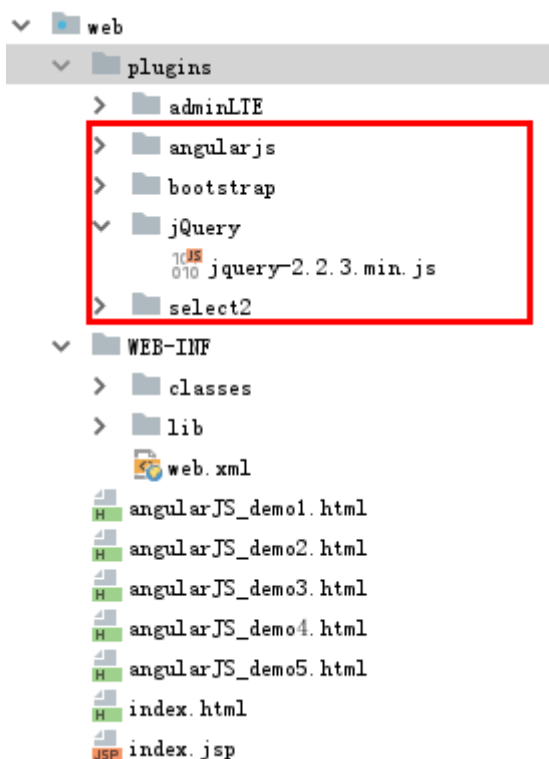 web
plugins
adminLTE
angularjs
bootstrap
jQuery
jquery-2.2.3.min.js
select2
WEB-INF
classes
lib
web.xml
angularJS_demo1.html
angularJS_demo2.html
angularJS_demo3.html
angularJS_demo4.html
angularJS_demo5.html
index.html
index.jsp